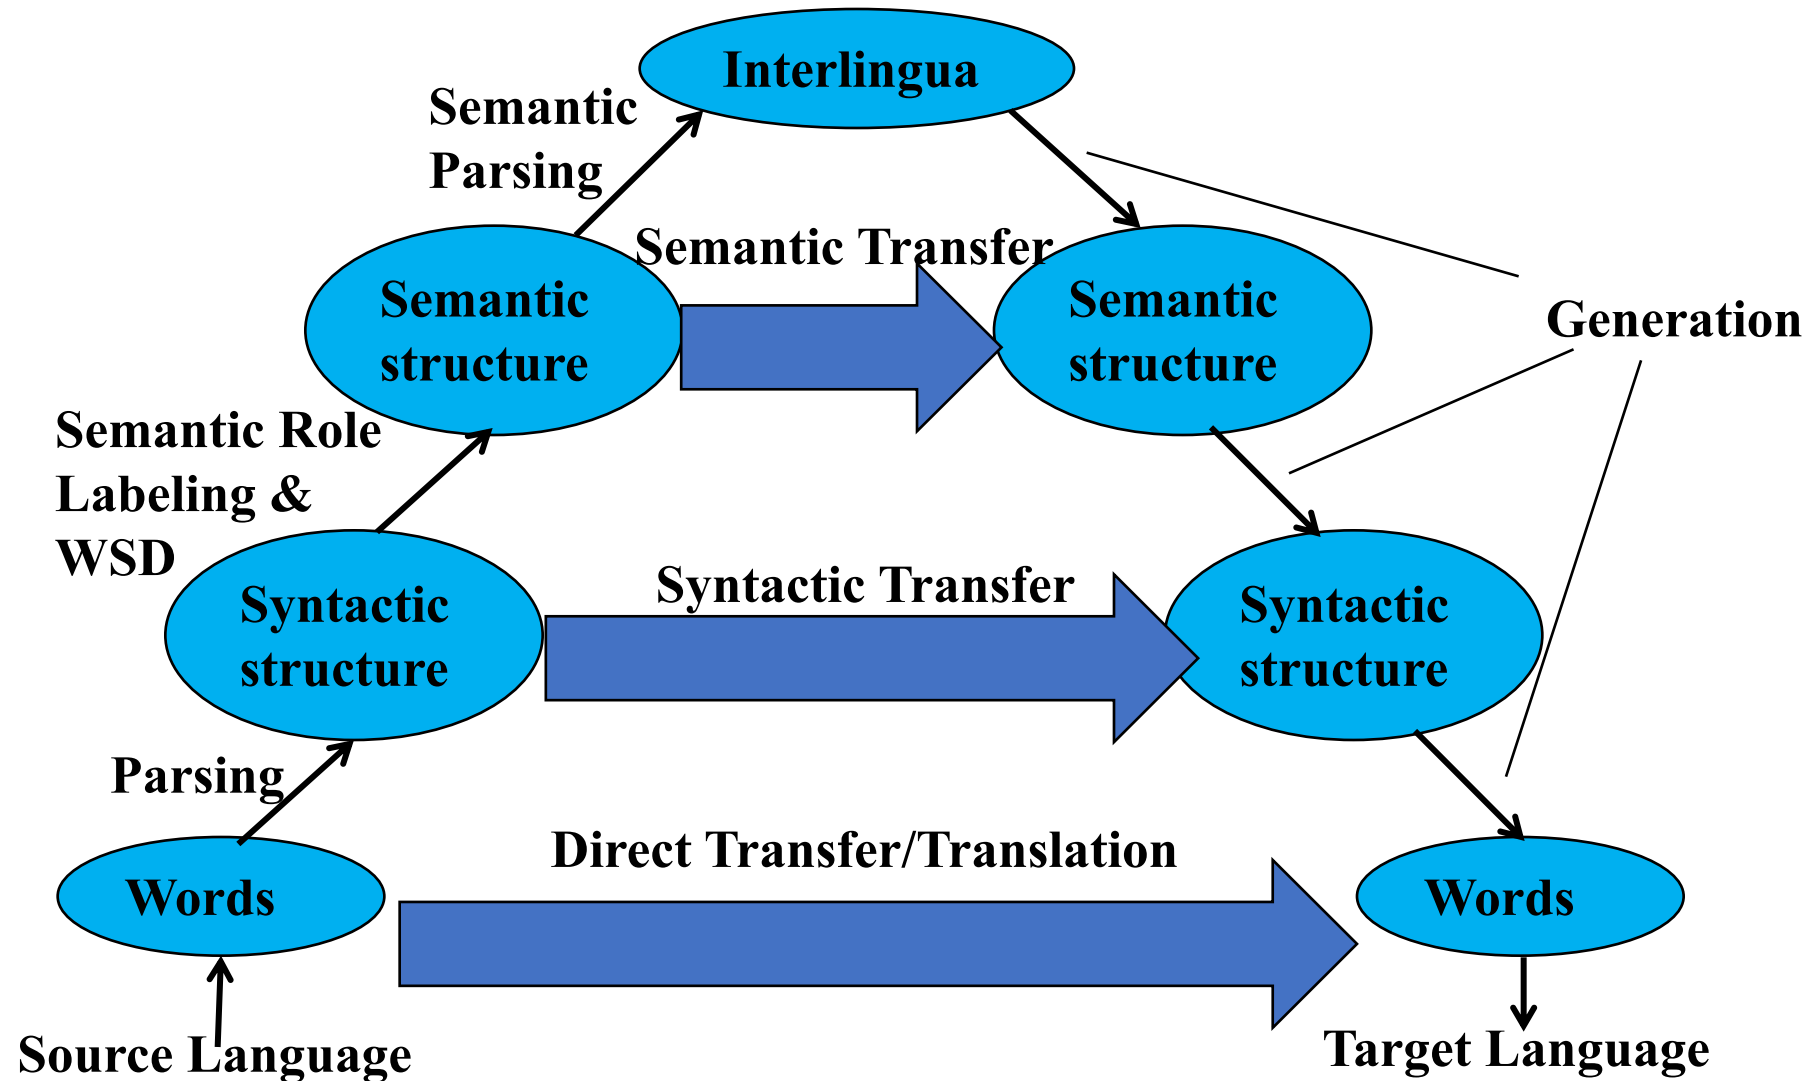 Interlingua
Semantic
Parsing
Semantic Transfer
Semantic
structure
Semantic
structure
Generation
Semantic Role
Labeling &
WSD
Syntactic Transfer
Syntactic
structure
Syntactic
structure
Parsing
Direct Transfer/Translation
Words
Words
Source Language
Target Language